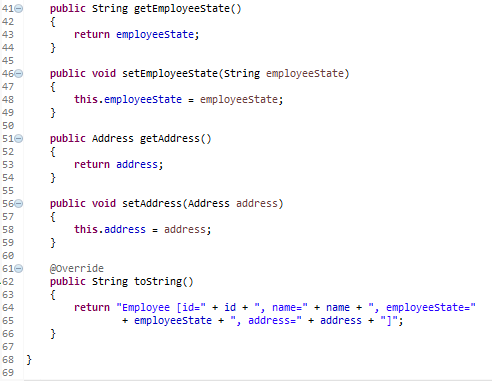 41 public String getEmployeeState()
42 {
43 return employeeState;
44 }
45
46 public void setEmployeeState(String employeeState)
47 {
48 this.employeeState = employeeState;
49 }
50
51 public Address getAddress()
52 {
53 return address;
54 }
55
56 public void setAddress(Address address)
57 {
58 this.address = address;
59 }
60
61 @Override
62 public String toString()
63 {
64 return "Employee [id=" + id + ", name=" + name + ", employeeState="
65 + employeeState + ", address=" + address + "]";
66 }
67
68 }
69